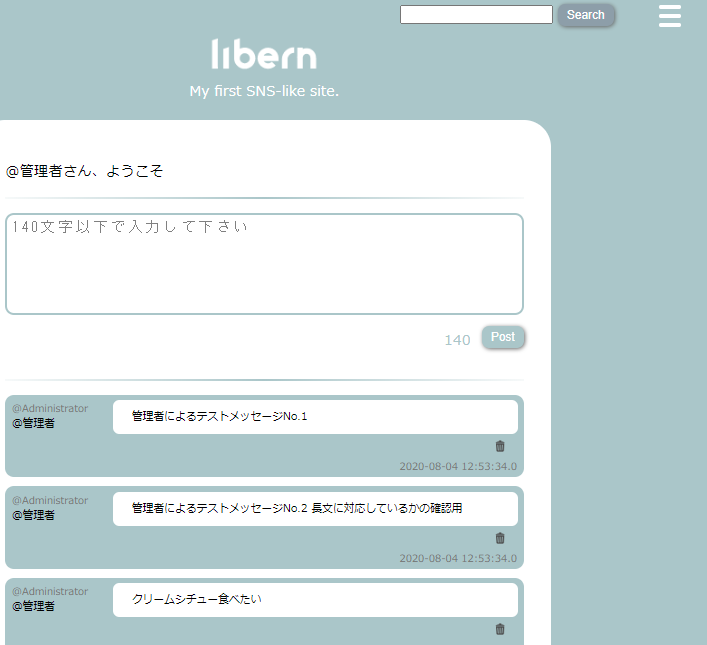 Search
libern
My first SNS-like site.
@管理者さん、ようこそ
140文字以下で入力して下さい
140
Post
@Administrator
@管理者
管理者によるテストメッセージNo.1
2020-08-04 12:53:34.0
@Administrator
@管理者
管理者によるテストメッセージNo.2 長文に対応しているかの確認用
2020-08-04 12:53:34.0
@Administrator
@管理者
クリームシチュー食べたい